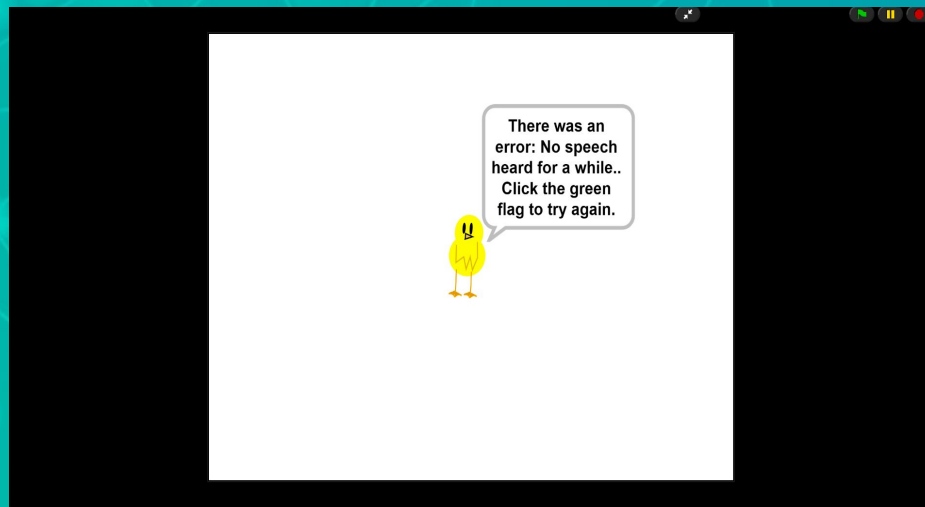 There was an
error: No speech
heard for a while..
Click the green
flag to try again.